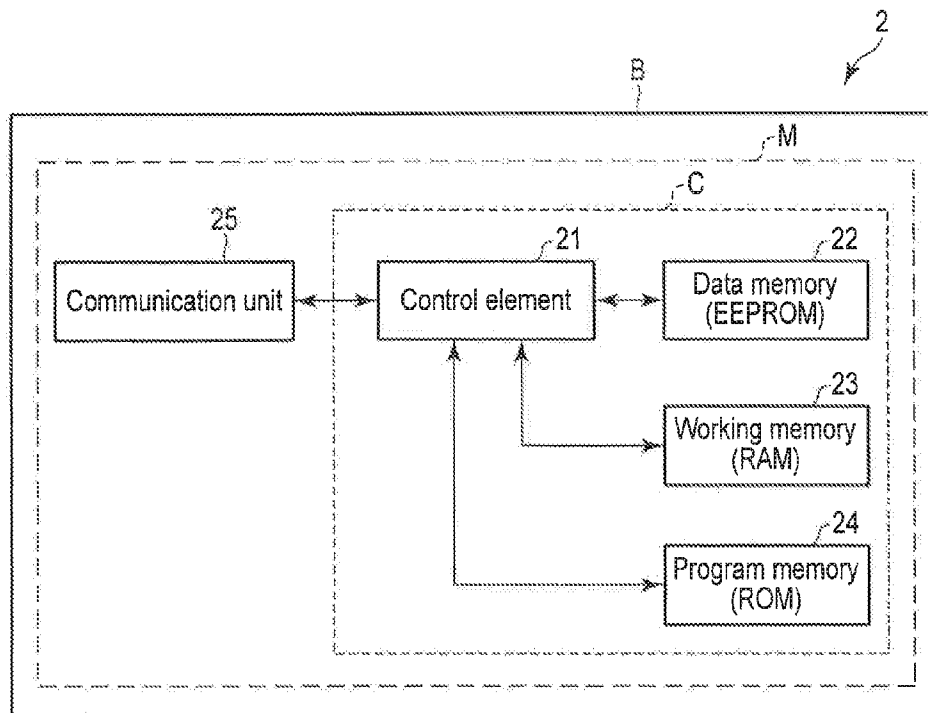 2
B
M
C
25
21
22
Communication unit
Control element
Data memory
(EEPROM)
23
Working memory
(RAM)
24
Program memory
(ROM)